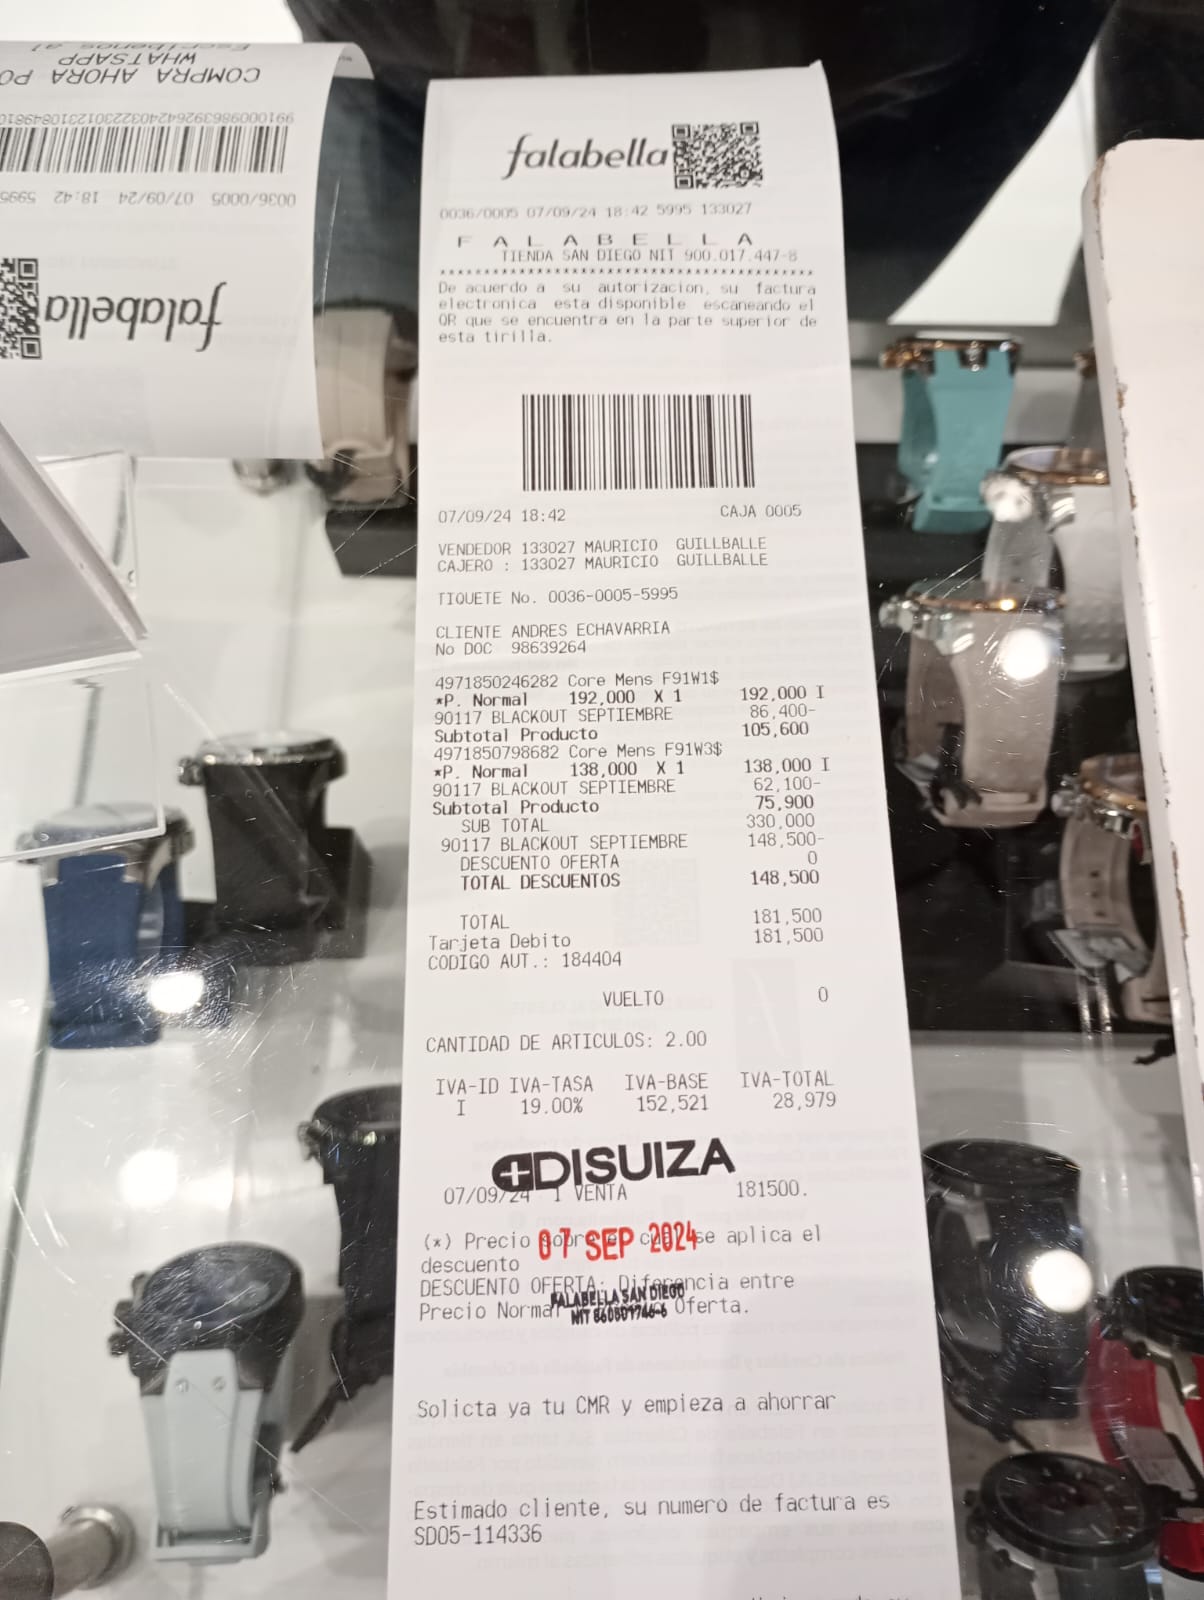 falabella
0036/0005 07/09/24 18:42 5995 133027
F A L A B E L L A
TIENDA SAN DIEGO NIT 900.017.447-8
De acuerdo a su autorizacion, su factura
electronica esta disponible escaneando el
QR que se encuentra en la parte superior de
esta tirilla.
07/09/24 18:42 CAJA 0005
VENDEDOR 133027 MAURICIO GUILLBALLE
CAJERO : 133027 MAURICIO GUILLBALLE
TIQUETE No. 0036-0005-5995
CLIENTE ANDRES ECHAVARRIA
No DOC 98639264
4971850246282 Core Mens F91W1$
*P. Normal 192,000 X 1 192,000 I
90117 BLACKOUT SEPTIEMBRE 86,400-
Subtotal Producto 105,600
4971850798682 Core Mens F91W3$
*P. Normal 138,000 X 1 138,000 I
90117 BLACKOUT SEPTIEMBRE 62,100-
Subtotal Producto 75,900
SUB TOTAL 330,000
90117 BLACKOUT SEPTIEMBRE 148,500-
DESCUENTO OFERTA 0
TOTAL DESCUENTOS 148,500
TOTAL 181,500
Tarjeta Debito 181,500
CODIGO AUT.: 184404
VUELTO 0
CANTIDAD DE ARTICULOS: 2.00
IVA-ID IVA-TASA IVA-BASE IVA-TOTAL
I 19.00% 152,521 28,979
DISUIZA
07/09/24 1 VENTA 181500.
(*) Precio sobre el cual se aplica el
07 SEP 2024
descuento
DESCUENTO OFERTA: Diferencia entre
FALABELLA SAN DIEGO
Precio Normal Oferta.
NIT
Solicta ya tu CMR y empieza a ahorrar
Estimado cliente, su numero de factura es
SD05-114336
falabella
0036/0005 07/09/24 18:42 5995
COMPRA AHORA PO
WHATSAPP
Escribenos al